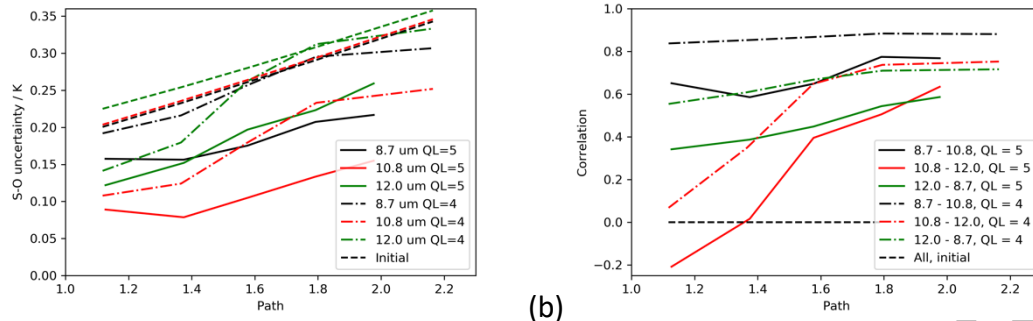 S-O uncertainty / K
0.35
0.30
0.25
0.20
0.15
0.10
0.05
0.00
8.7 um QL=5
10.8 um QL=5
12.0 um QL=5
8.7 um QL=4
10.8 um QL=4
12.0 um QL=4
Initial
1.0 1.2 1.4 1.6 1.8 2.0 2.2
Path
(b)
Correlation
1.0
0.8
0.6
0.4
0.2
0.0
−0.2
8.7 - 10.8, QL = 5
10.8 - 12.0, QL = 5
12.0 - 8.7, QL = 5
8.7 - 10.8, QL = 4
10.8 - 12.0, QL = 4
12.0 - 8.7, QL = 4
All, initial
1.0 1.2 1.4 1.6 1.8 2.0 2.2
Path